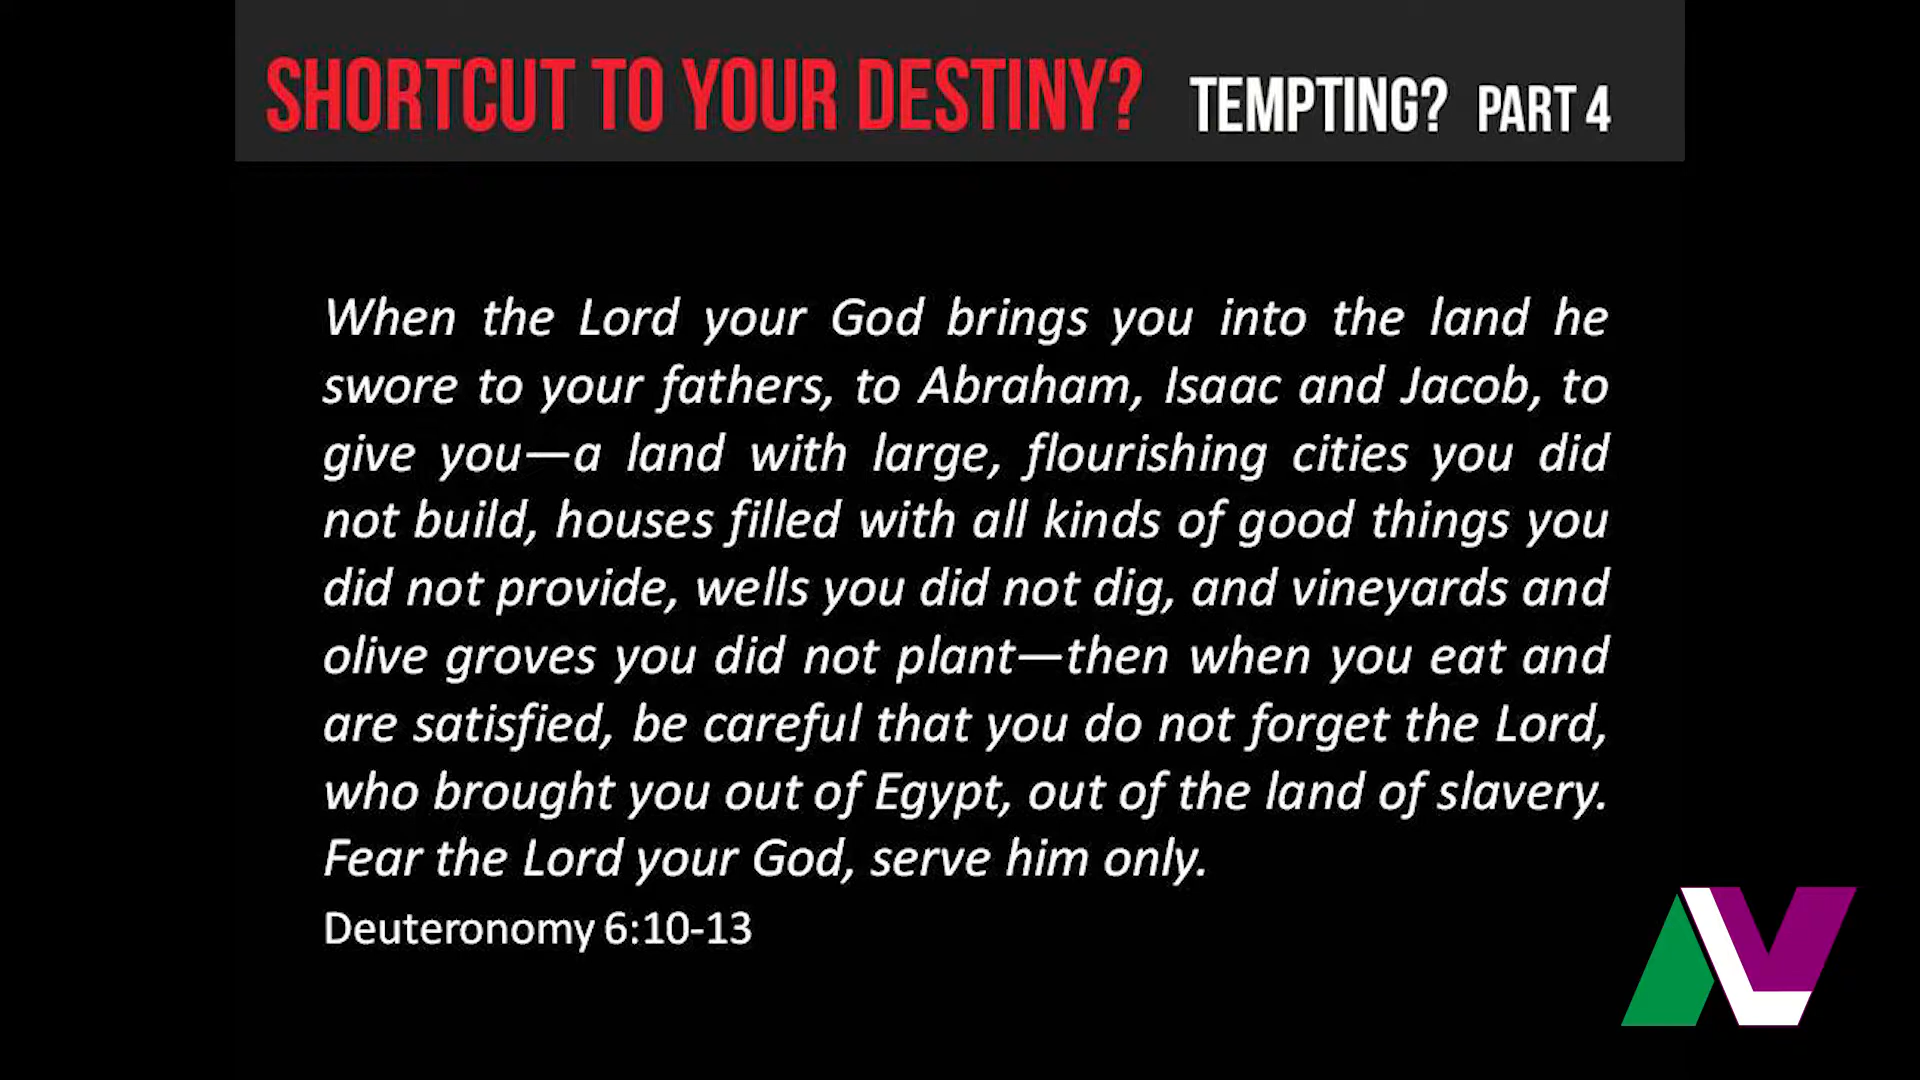 SHORTCUT TO YOUR DESTINY? TEMPTING? PART 4
When the Lord your God brings you into the land he
swore to your fathers, to Abraham, Isaac and Jacob, to
give you—a land with large, flourishing cities you did
not build, houses filled with all kinds of good things you
did not provide, wells you did not dig, and vineyards and
olive groves you did not plant—then when you eat and
are satisfied, be careful that you do not forget the Lord,
who brought you out of Egypt, out of the land of slavery.
Fear the Lord your God, serve him only.
Deuteronomy 6:10-13